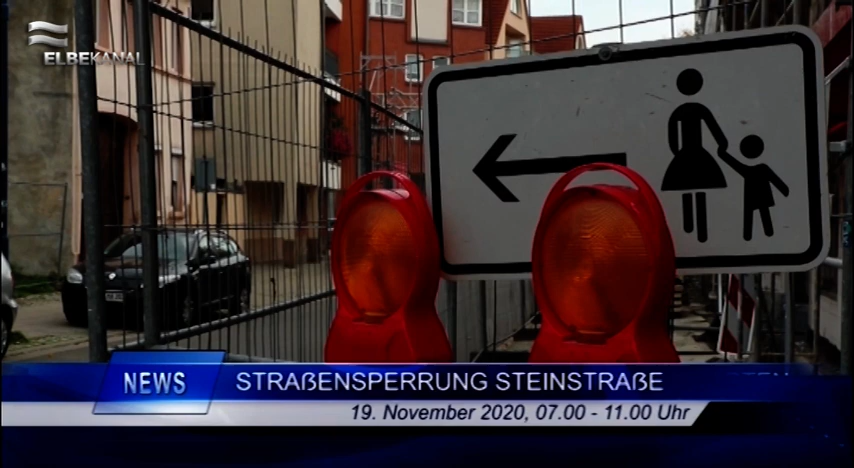 ELBEKANAL
NEWS
STRAßENSPERRUNG STEINSTRAßE
19. November 2020, 07.00 - 11.00 Uhr